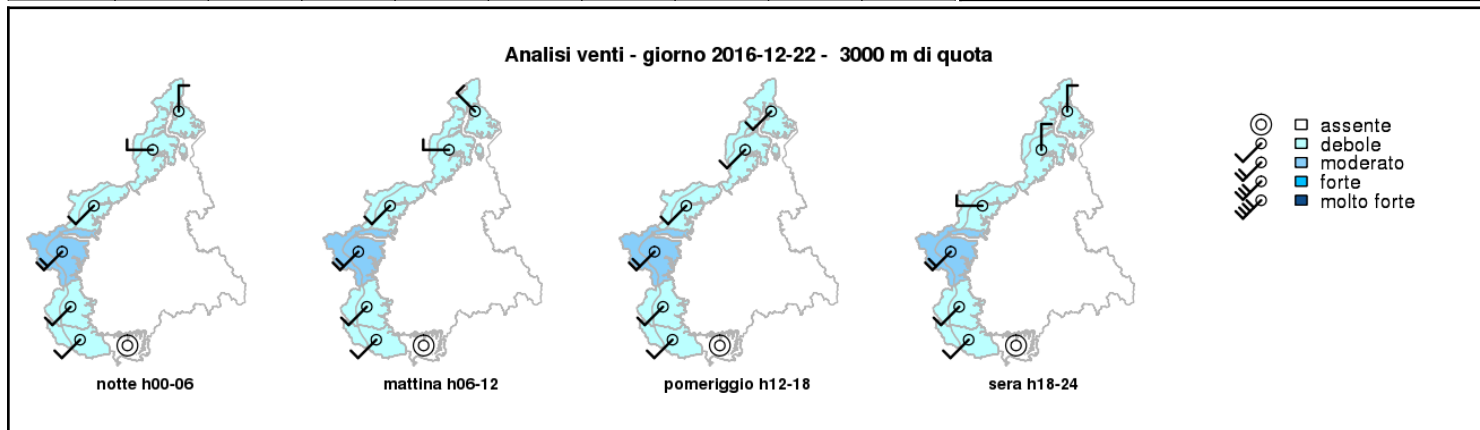 Analisi venti - giorno 2016-12-22 - 3000 m di quota
assente
debole
moderato
forte
molto forte
notte h00-06
mattina h06-12
pomeriggio h12-18
sera h18-24